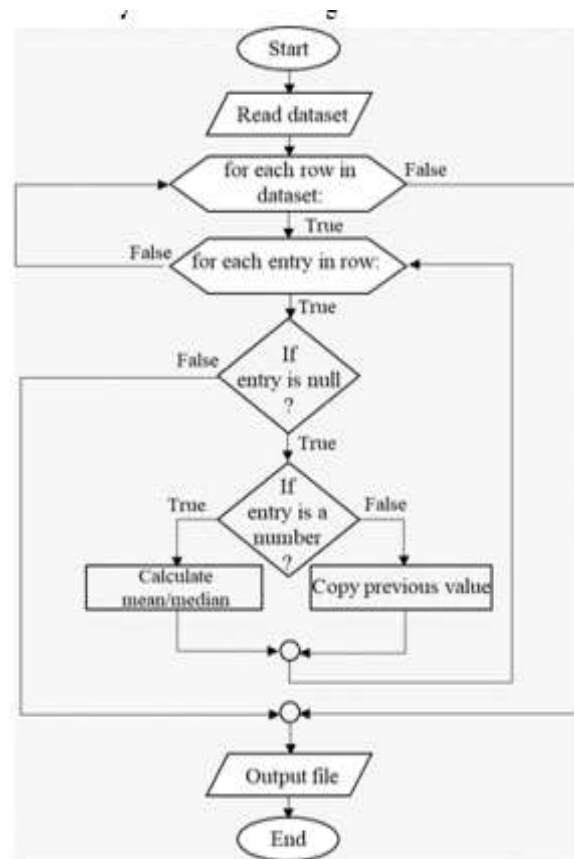 Start
Read dataset
for each row in
dataset:
False
True
False
for each entry in row:
True
False
If
entry is null
?
True
True
If
entry is a
number
?
False
Calculate
mean/median
Copy previous value
Output file
End